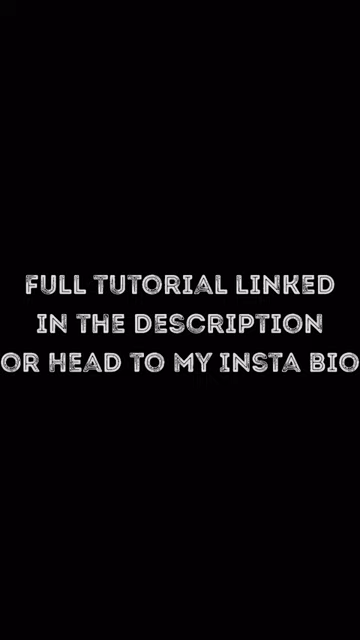 FULL TUTORIAL LINKED
IN THE DESCRIPTION
OR HEAD TO MY INSTA BIO